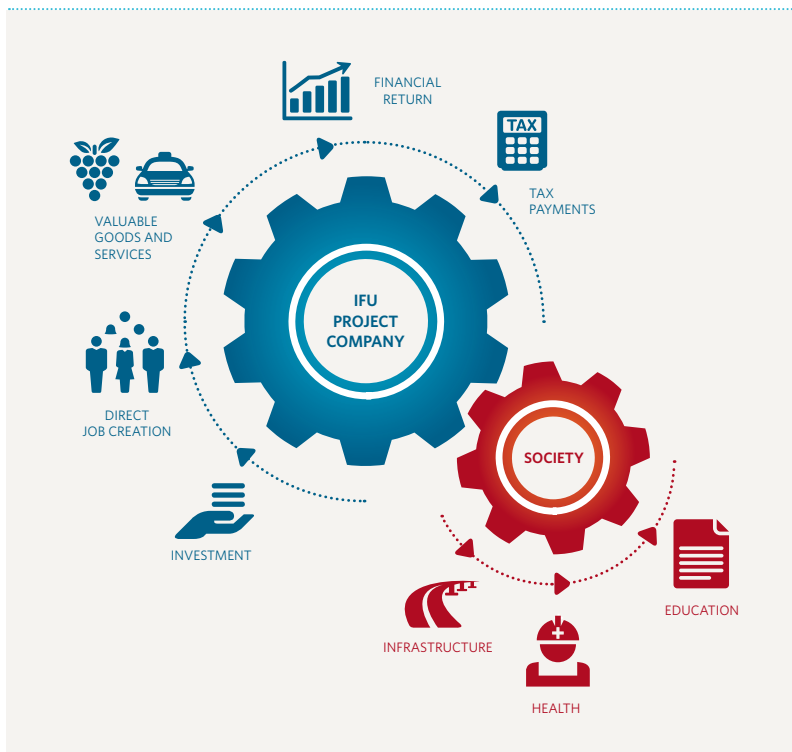 FINANCIAL
RETURN
TAX
TAX
PAYMENTS
VALUABLE
GOODS AND
SERVICES
IFU
PROJECT
COMPANY
DIRECT
JOB CREATION
SOCIETY
INVESTMENT
EDUCATION
INFRASTRUCTURE
HEALTH